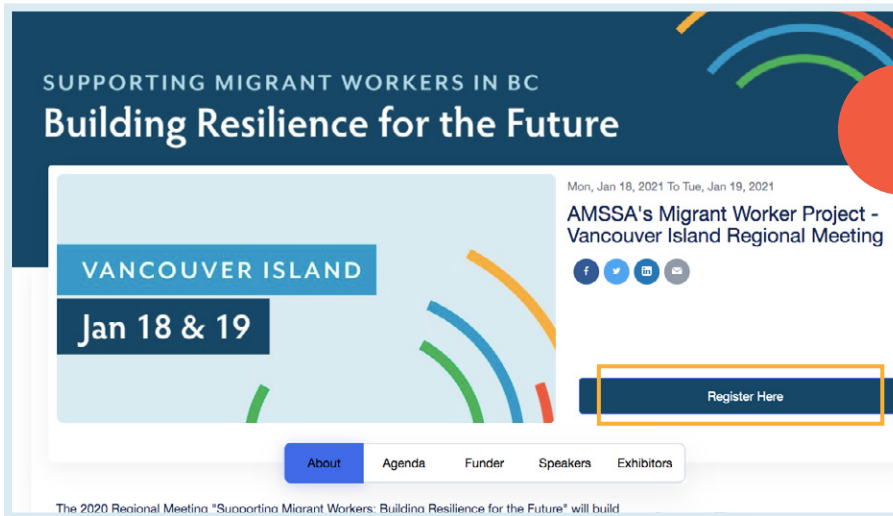 SUPPORTING MIGRANT WORKERS IN BC
Building Resilience for the Future
VANCOUVER ISLAND
Jan 18 & 19
Mon, Jan 18, 2021 To Tue, Jan 19, 2021
AMSSA's Migrant Worker Project -
Vancouver Island Regional Meeting
Register Here
About Agenda Funder Speakers Exhibitors
The 2020 Regional Meeting "Supporting Migrant Workers: Building Resilience for the Future" will build